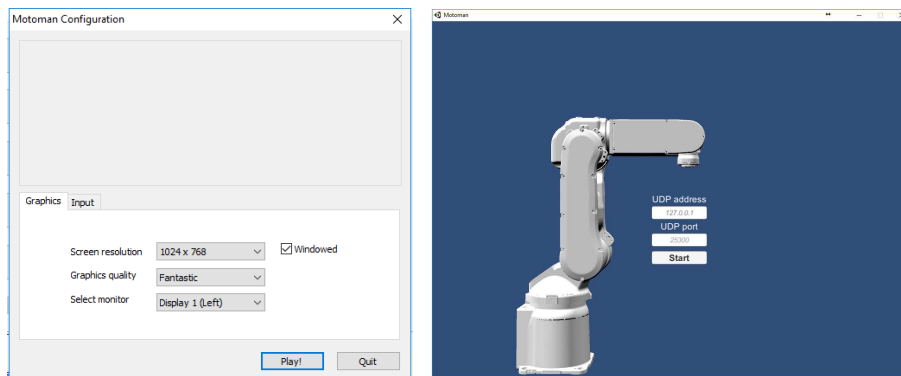 Motoman Configuration
Graphics
Input
Screen resolution
1024 x 768
Windowed
Graphics quality
Fantastic
Select monitor
Display 1 (Left)
Play!
Quit
Motoman
UDP address
127.0.0.1
UDP port
25300
Start